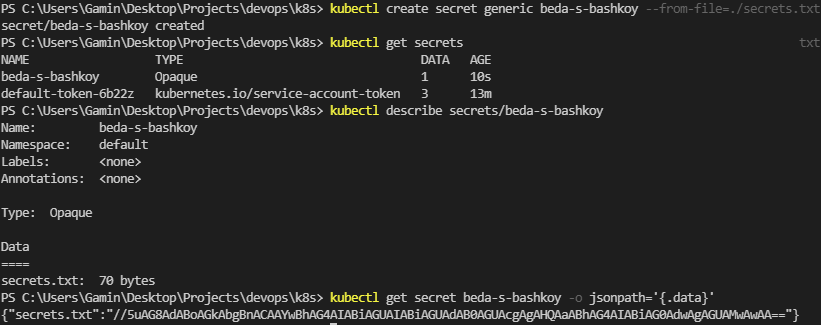 PS C:\Users\Gamin\Desktop\Projects\devops\k8s> kubectl create secret generic beda-s-bashkoy --from-file=./secrets.txt
secret/beda-s-bashkoy created
PS C:\Users\Gamin\Desktop\Projects\devops\k8s> kubectl get secrets txt
NAME TYPE DATA AGE
beda-s-bashkoy Opaque 1 10s
default-token-6b22z kubernetes.io/service-account-token 3 13m
PS C:\Users\Gamin\Desktop\Projects\devops\k8s> kubectl describe secrets/beda-s-bashkoy
Name: beda-s-bashkoy
Namespace: default
Labels: <none>
Annotations: <none>
Type: Opaque
Data
====
secrets.txt: 70 bytes
PS C:\Users\Gamin\Desktop\Projects\devops\k8s> kubectl get secret beda-s-bashkoy -o jsonpath='{.data}'
{"secrets.txt":"//5uAG8AdABoAGkAbgBnACAAYwBhAG4AIABiAGUAIABiAGUAdAB0AGUAcgAgAHQAaABhAG4AIABiAG0AdwAgAGUAMwAwAA=="}